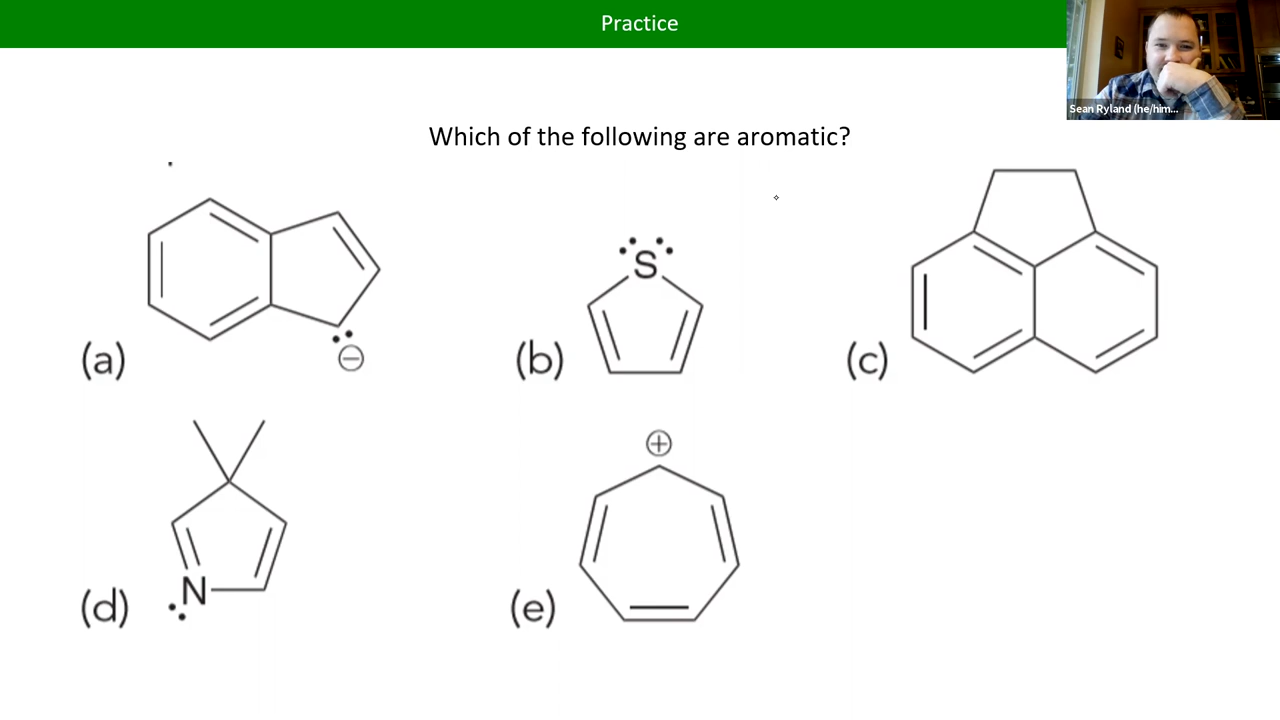 Practice
Sean Ryland (he/him...
Which of the following are aromatic?
S
(a)
(b)
(c)
N
(d)
(e)